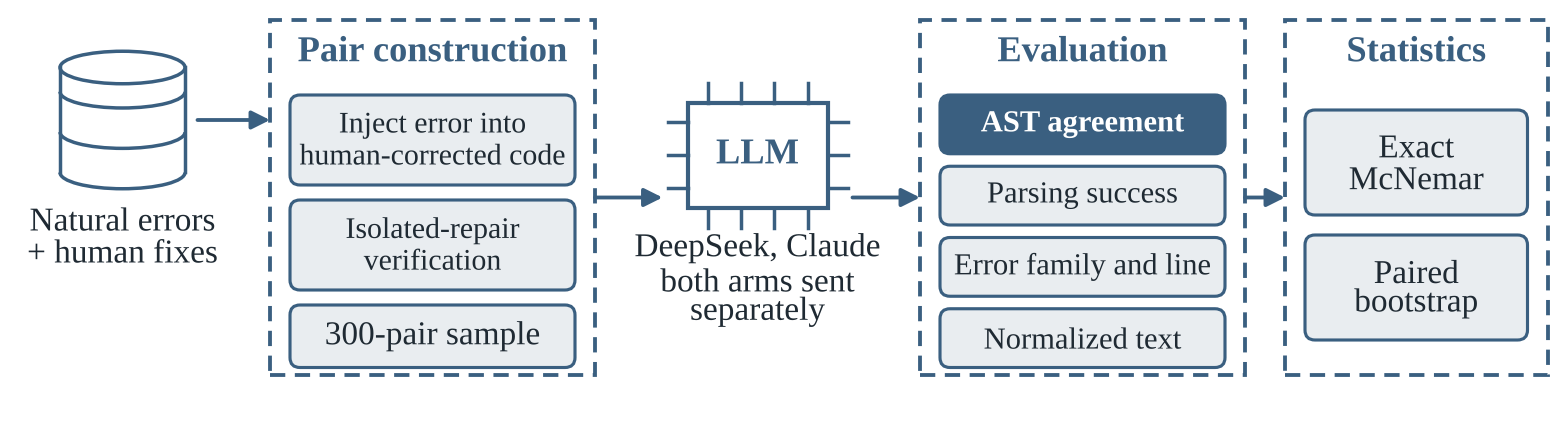 Natural errors
+ human fixes
Pair construction
Inject error into
human-corrected code
Isolated-repair
verification
300-pair sample
LLM
DeepSeek, Claude
both arms sent
separately
Evaluation
AST agreement
Parsing success
Error family and line
Normalized text
Statistics
Exact
McNemar
Paired
bootstrap